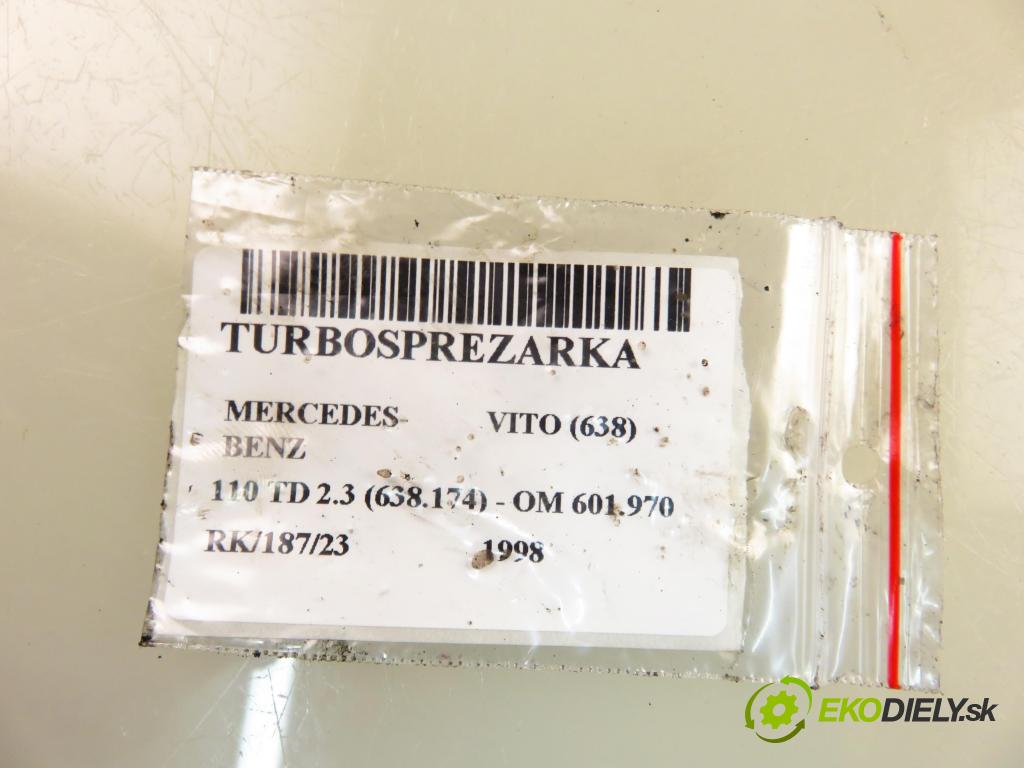 TURBOSPREZARKA
MERCEDES-
BENZ
VITO (638)
110 TD 2.3 (638.174) - OM 601.970
RK/187/23 1998
EKODIELY.sk